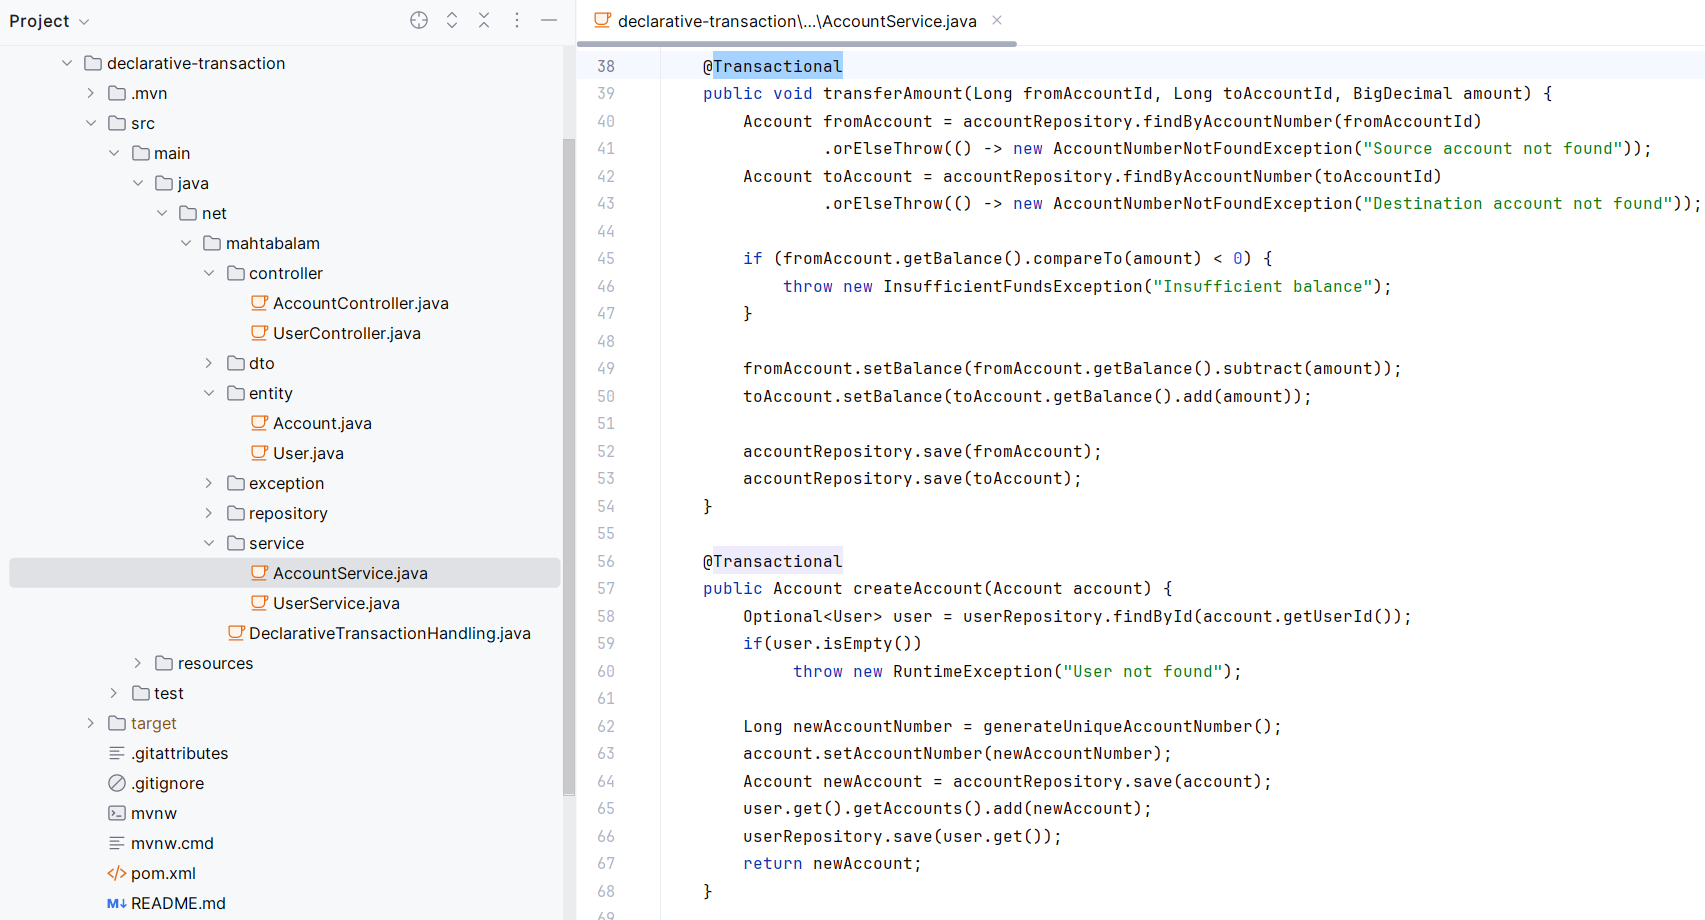 Project
declarative-transaction
.mvn
src
main
java
net
mahtabalam
controller
AccountController.java
UserController.java
dto
entity
Account.java
User.java
exception
repository
service
AccountService.java
UserService.java
DeclarativeTransactionHandling.java
resources
test
target
.gitattributes
.gitignore
mvnw
mvnw.cmd
pom.xml
M↓ README.md
declarative-transaction\...\AccountService.java
38 @Transactional
39 public void transferAmount(Long fromAccountId, Long toAccountId, BigDecimal amount) {
40 Account fromAccount = accountRepository.findByAccountNumber(fromAccountId)
41 .orElseThrow(() -> new AccountNumberNotFoundException("Source account not found"));
42 Account toAccount = accountRepository.findByAccountNumber(toAccountId)
43 .orElseThrow(() -> new AccountNumberNotFoundException("Destination account not found"));
44
45 if (fromAccount.getBalance().compareTo(amount) < 0) {
46 throw new InsufficientFundsException("Insufficient balance");
47 }
48
49 fromAccount.setBalance(fromAccount.getBalance().subtract(amount));
50 toAccount.setBalance(toAccount.getBalance().add(amount));
51
52 accountRepository.save(fromAccount);
53 accountRepository.save(toAccount);
54 }
55
56 @Transactional
57 public Account createAccount(Account account) {
58 Optional<User> user = userRepository.findById(account.getUserId());
59 if(user.isEmpty())
60 throw new RuntimeException("User not found");
61
62 Long newAccountNumber = generateUniqueAccountNumber();
63 account.setAccountNumber(newAccountNumber);
64 Account newAccount = accountRepository.save(account);
65 user.get().getAccounts().add(newAccount);
66 userRepository.save(user.get());
67 return newAccount;
68 }
69